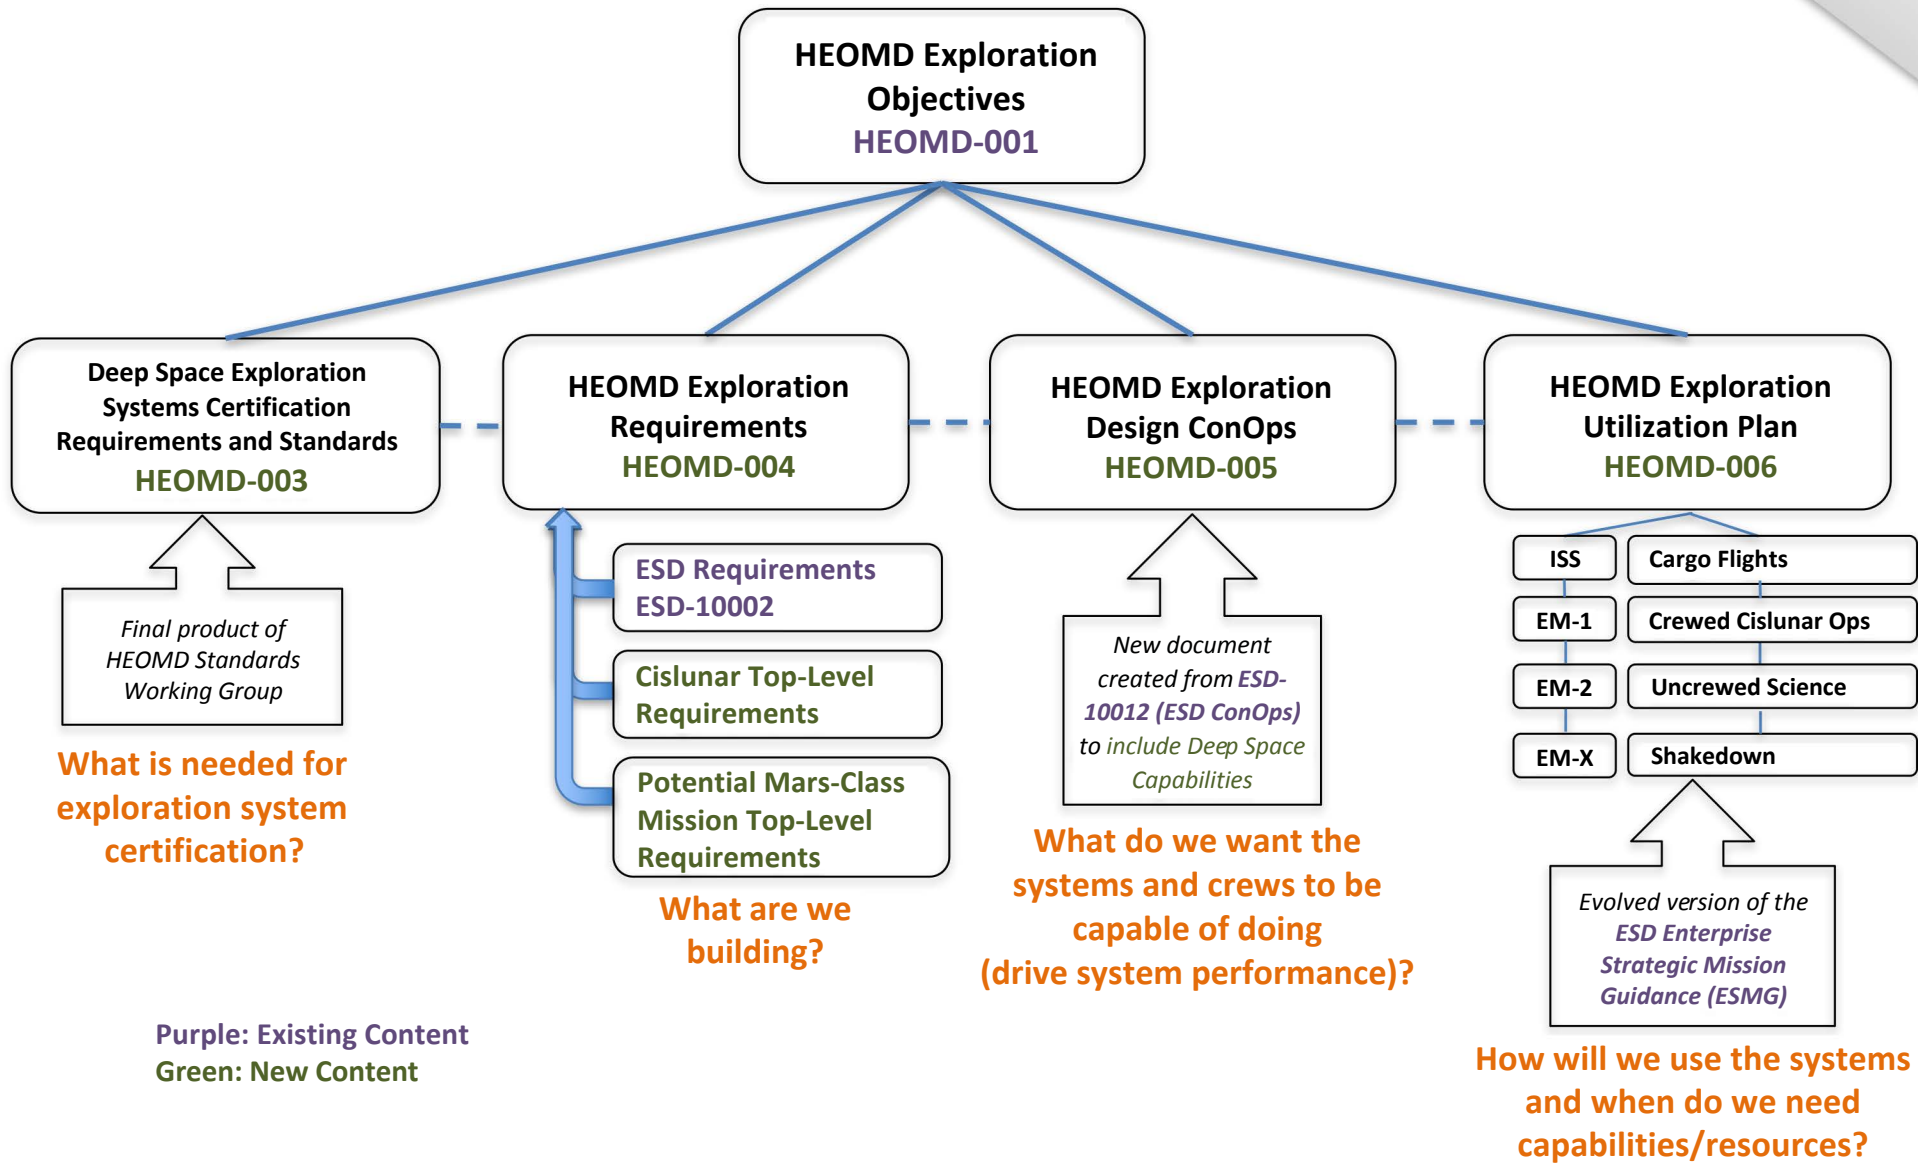 HEOMD Exploration
Objectives
HEOMD-001
Deep Space Exploration
Systems Certification
Requirements and Standards
HEOMD-003
HEOMD Exploration
Requirements
HEOMD-004
HEOMD Exploration
Design ConOps
HEOMD-005
HEOMD Exploration
Utilization Plan
HEOMD-006
Final product of
HEOMD Standards
Working Group
What is needed for
exploration system
certification?
ESD Requirements
ESD-10002
Cislunar Top-Level
Requirements
Potential Mars-Class
Mission Top-Level
Requirements
What are we
building?
New document
created from ESD-
10012 (ESD ConOps)
to include Deep Space
Capabilities
What do we want the
systems and crews to be
capable of doing
(drive system performance)?
ISS
Cargo Flights
EM-1
Crewed Cislunar Ops
EM-2
Uncrewed Science
EM-X
Shakedown
Evolved version of the
ESD Enterprise
Strategic Mission
Guidance (ESMG)
How will we use the systems
and when do we need
capabilities/resources?
Purple: Existing Content
Green: New Content